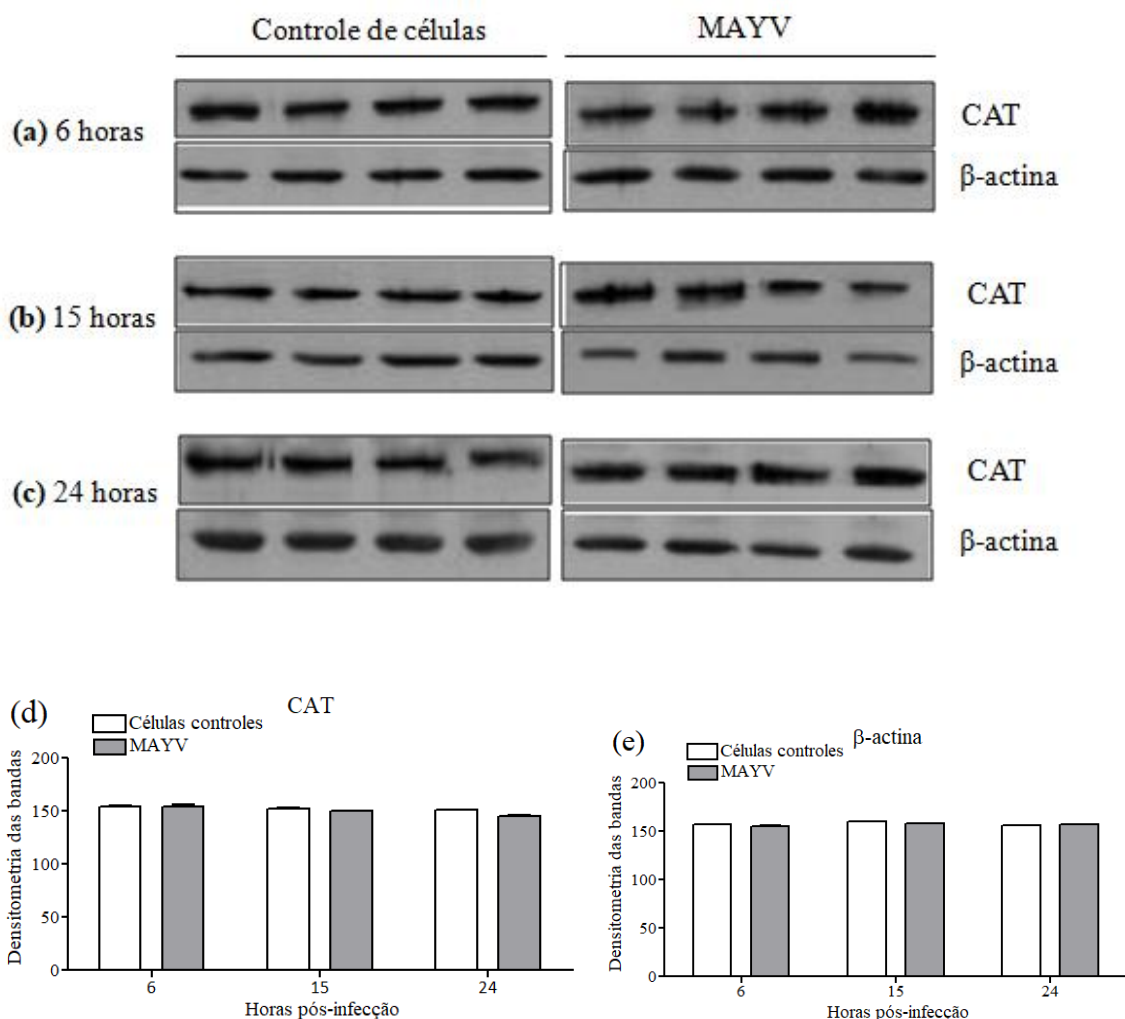 Controle de células MAYV
(a) 6 horas CAT
β-actina
(b) 15 horas CAT
β-actina
(c) 24 horas CAT
β-actina
(d) CAT
Células controles
MAYV
Densitometria das bandas
200
150
100
50
0
6 15 24
Horas pós-infecção
(e) β-actina
Células controles
MAYV
Densitometria das bandas
200
150
100
50
0
6 15 24
Horas pós-infecção